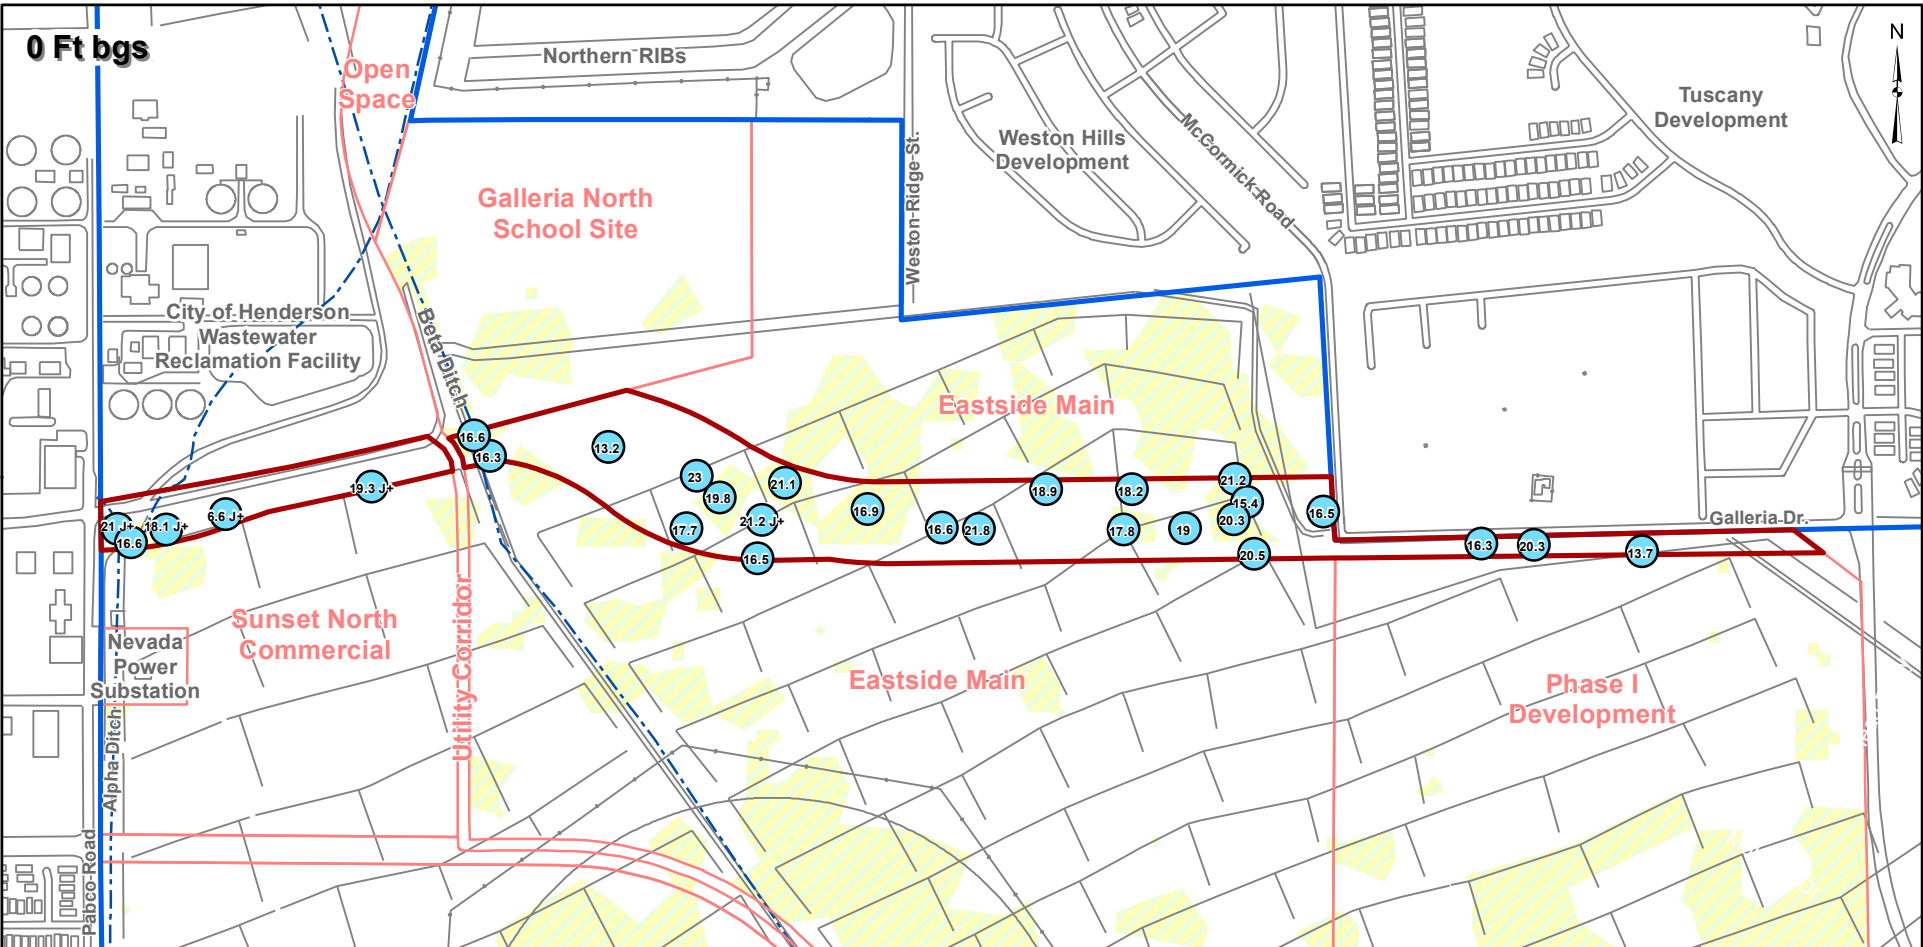 0 Ft bgs
N
Northern RIBs
Open
Space
Tuscany
Development
Weston Hills
Development
McCormick Road
Weston Ridge St.
Galleria North
School Site
City of Henderson
Wastewater
Reclamation Facility
Beta Ditch
Eastside Main
16.6
16.3
13.2
23
19.8
21.1
17.7
21.2 J+
16.5
16.9
16.6
21.8
18.9
18.2
17.8
19
21.2
15.4
20.3
20.5
16.5
16.3
20.3
13.7
Galleria Dr.
19.3 J+
6.6 J+
18.1 J+
21 J+
16.6
Sunset North
Commercial
Utility Corridor
Nevada
Power
Substation
Eastside Main
Phase I
Development
Alpha Ditch
Pabco Road